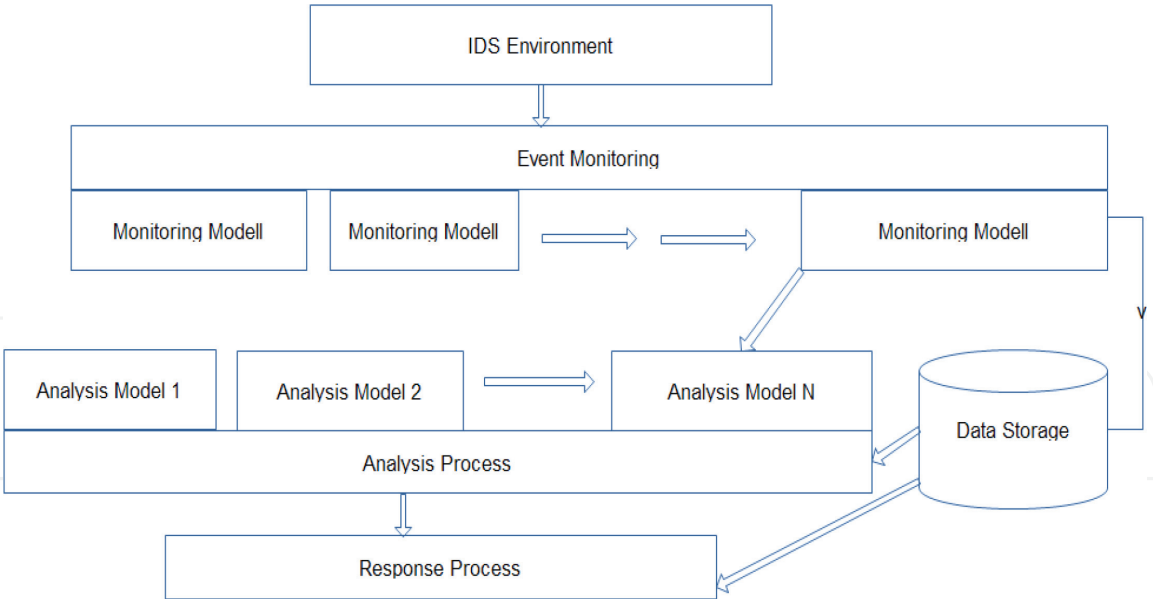 IDS Environment
Event Monitoring
Monitoring Modell
Monitoring Modell
Monitoring Modell
v
Analysis Model 1
Analysis Model 2
Analysis Model N
Data Storage
Analysis Process
Response Process